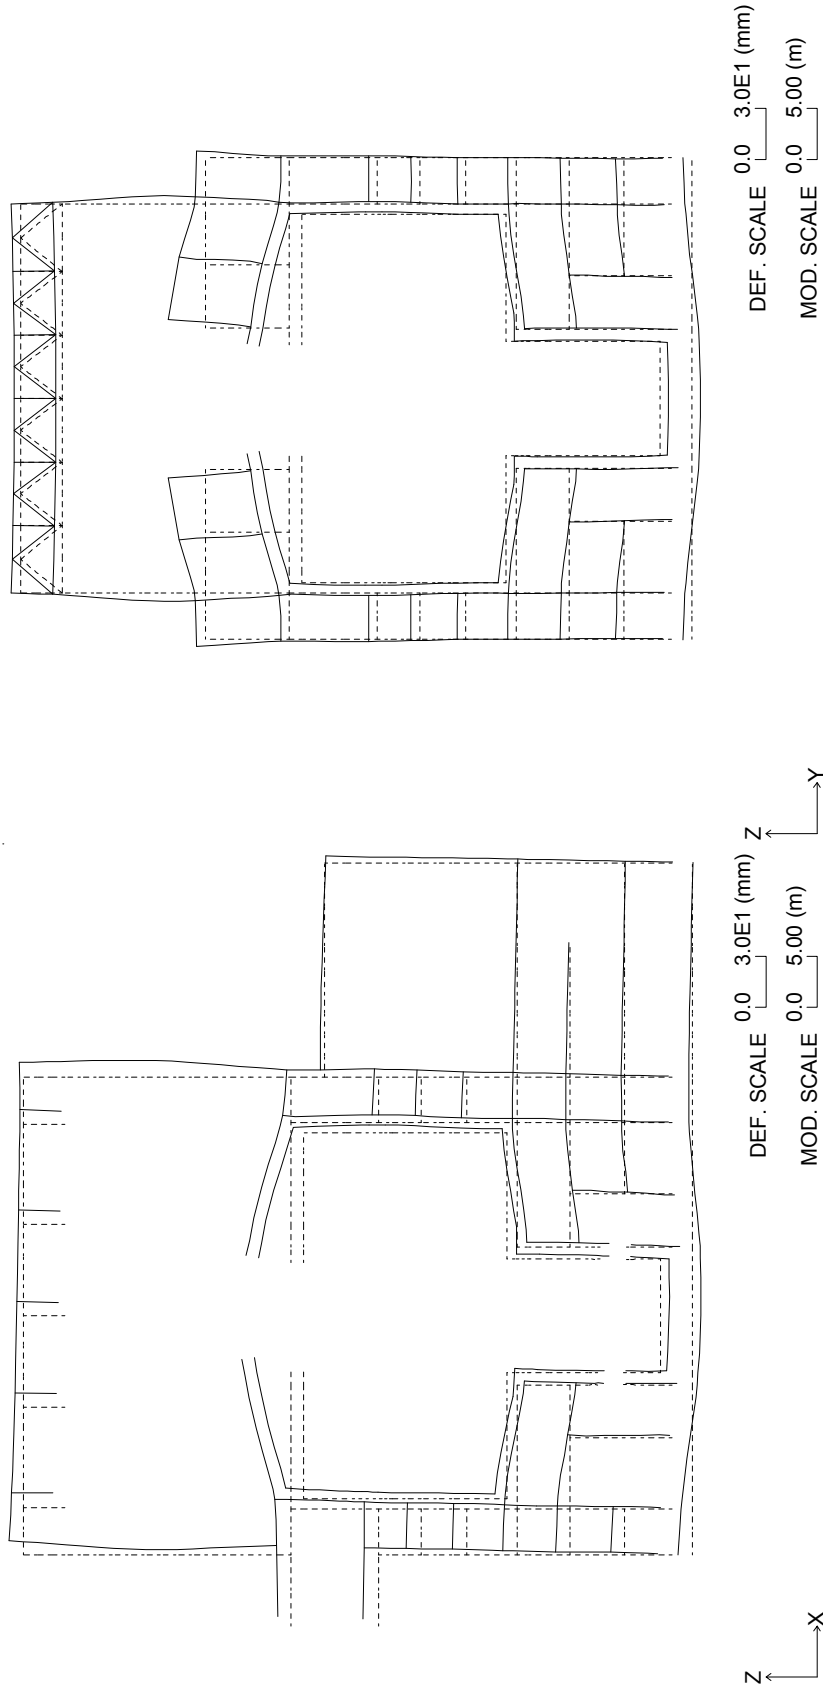 DEF. SCALE 0.0 3.0E1 (mm)
MOD. SCALE 0.0 5.00 (m)
Z
Y
DEF. SCALE 0.0 3.0E1 (mm)
MOD. SCALE 0.0 5.00 (m)
Z
X